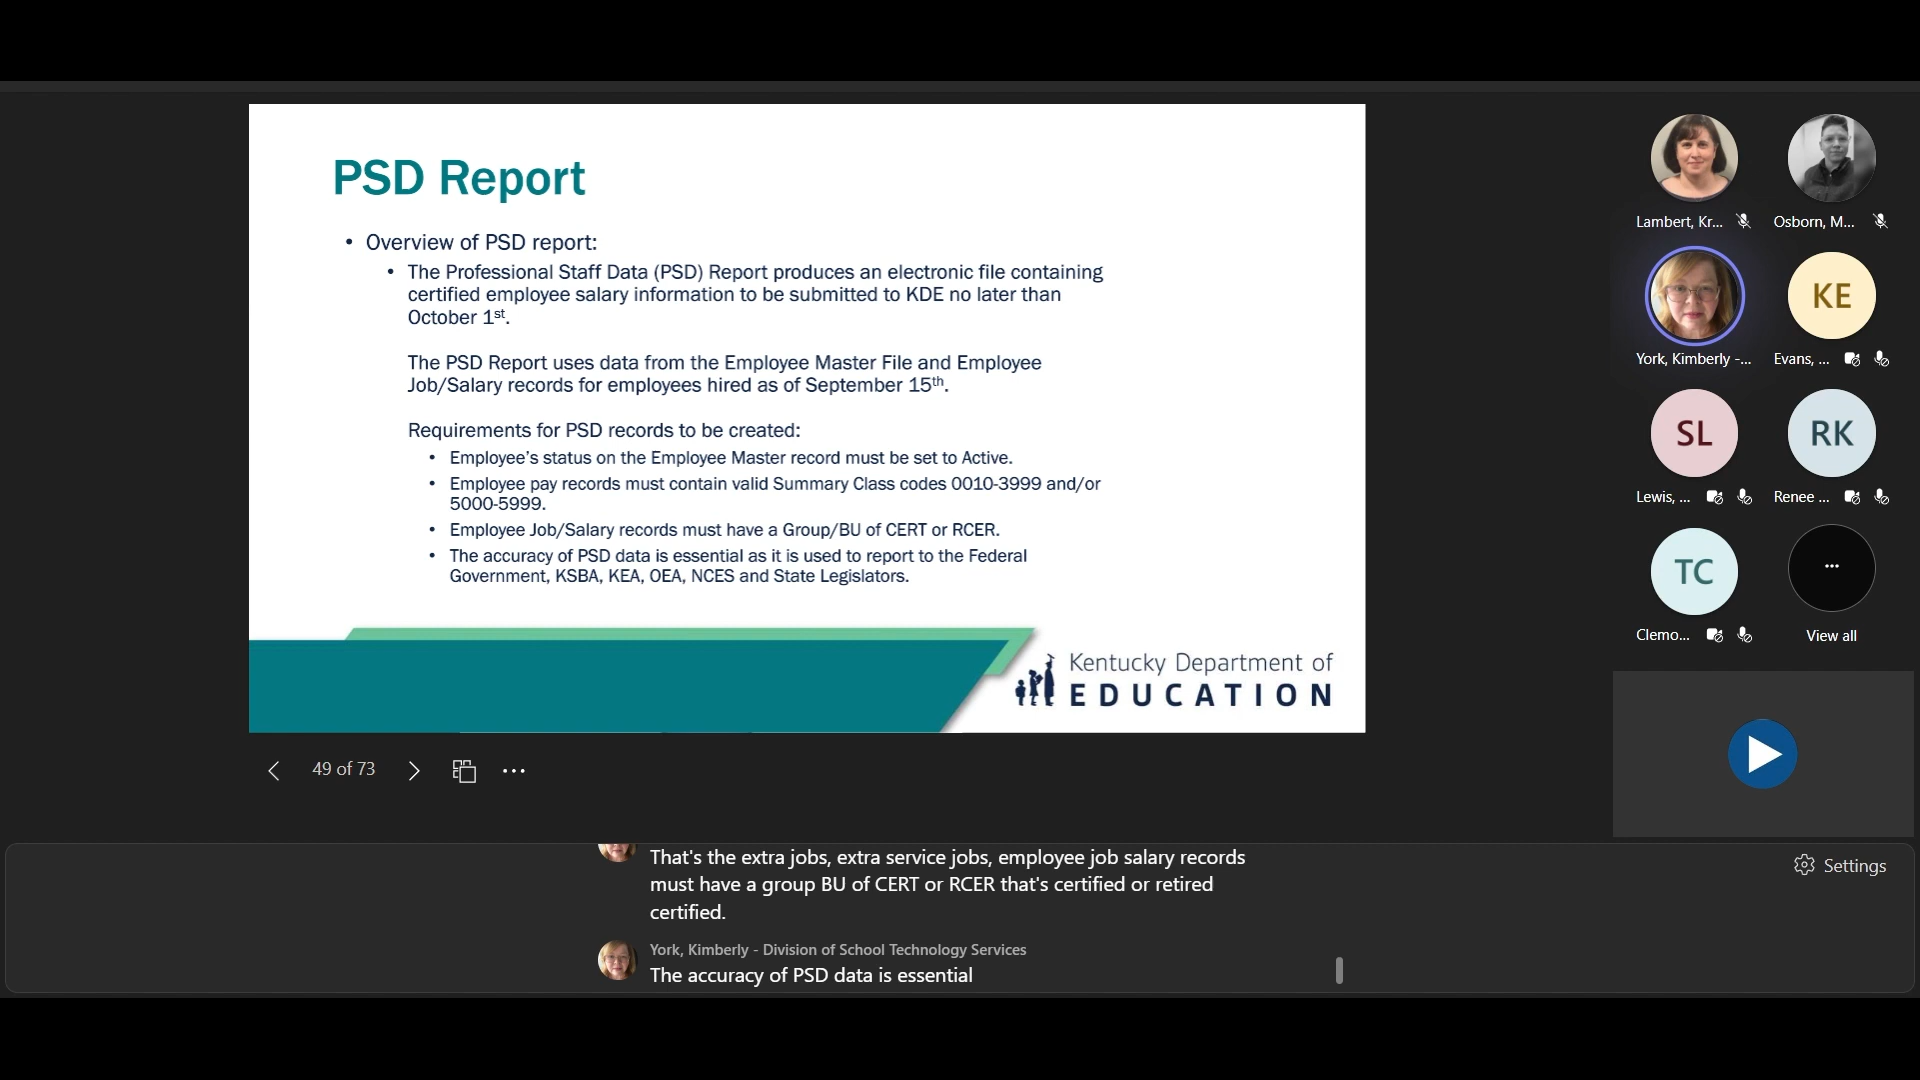 PSD Report
• Overview of PSD report:
• The Professional Staff Data (PSD) Report produces an electronic file containing
certified employee salary information to be submitted to KDE no later than
October 1st.
The PSD Report uses data from the Employee Master File and Employee
Job/Salary records for employees hired as of September 15th.
Requirements for PSD records to be created:
• Employee's status on the Employee Master record must be set to Active.
• Employee pay records must contain valid Summary Class codes 0010-3999 and/or
5000-5999.
• Employee Job/Salary records must have a Group/BU of CERT or RCER.
• The accuracy of PSD data is essential as it is used to report to the Federal
Government, KSBA, KEA, OEA, NCES and State Legislators.
Kentucky Department of
EDUCATION
49 of 73
Lambert, Kr...
Osborn, M...
York, Kimberly -...
KE
Evans, ...
SL
Lewis, ...
RK
Renee ...
TC
Clemo...
...
View all
That's the extra jobs, extra service jobs, employee job salary records
must have a group BU of CERT or RCER that's certified or retired
certified.
York, Kimberly - Division of School Technology Services
The accuracy of PSD data is essential
Settings